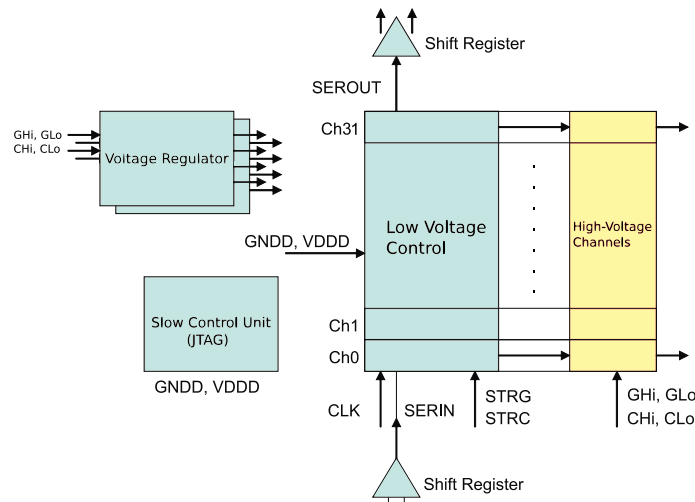 Shift Register
SEROUT
GHi, GLo
CHi, CLo
Voitage Regulator
Ch31
GNDD, VDDD
Low Voltage
Control
High-Voltage
Channels
Slow Control Unit
(JTAG)
GNDD, VDDD
Ch1
Ch0
CLK
SERIN
STRG
STRC
GHi, GLo
CHi, CLo
Shift Register